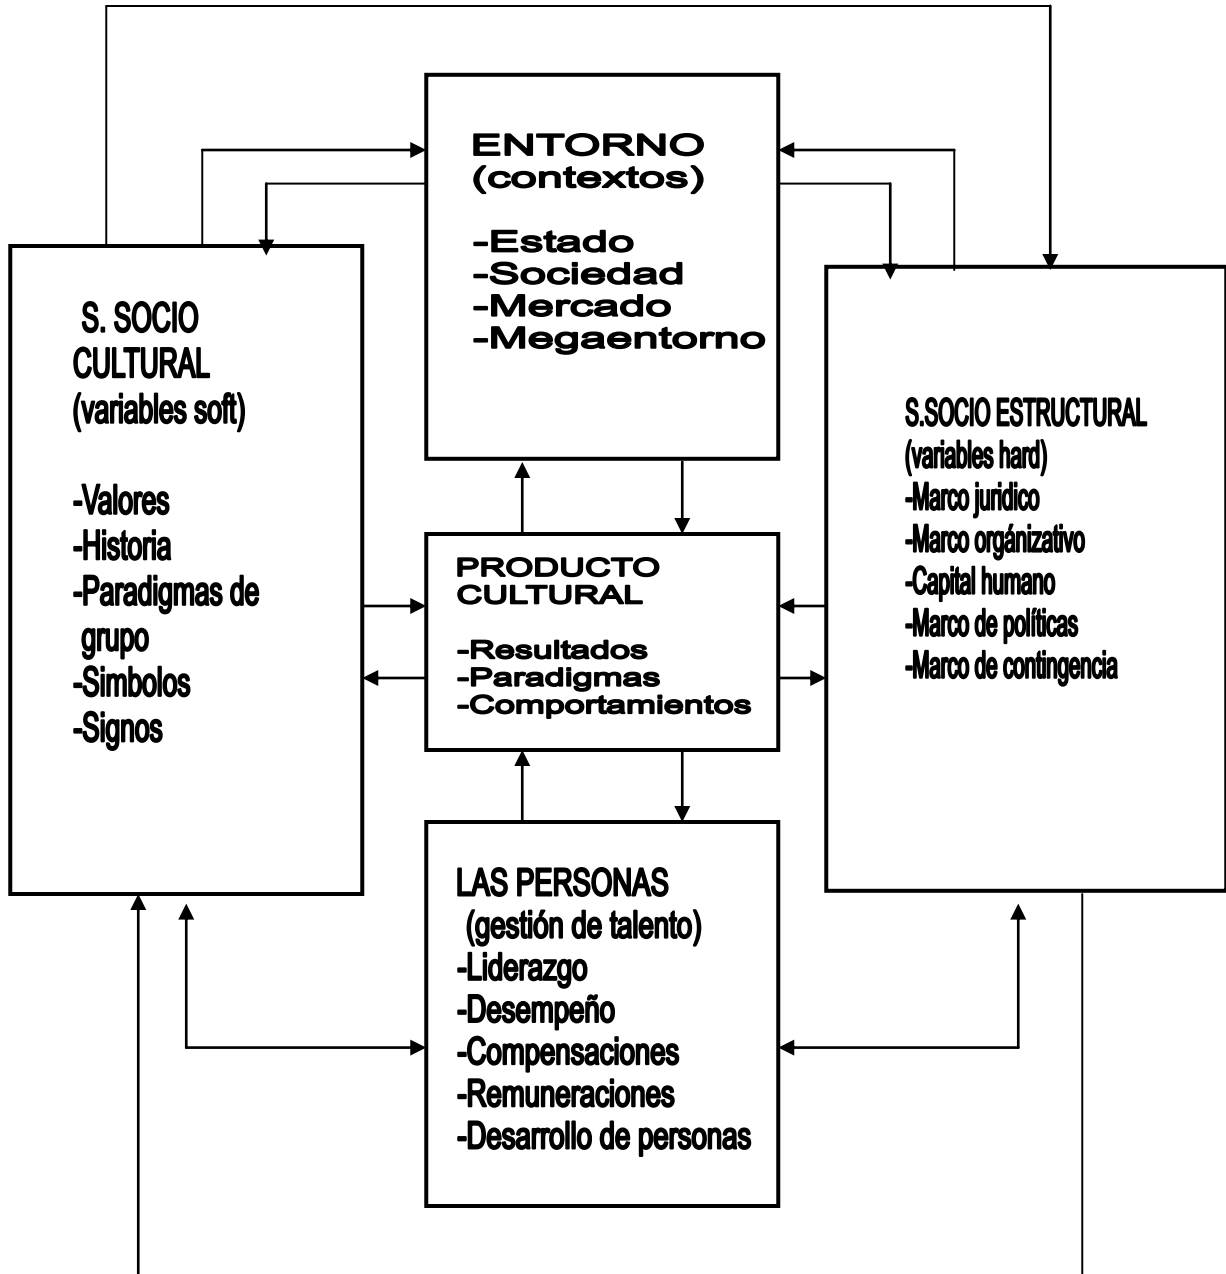 ENTORNO
(contextos)
-Estado
-Sociedad
-Mercado
-Megaentorno
S. SOCIO
CULTURAL
(variables soft)
-Valores
-Historia
-Paradigmas de
grupo
-Simbolos
-Signos
PRODUCTO
CULTURAL
-Resultados
-Paradigmas
-Comportamientos
S.SOCIO ESTRUCTURAL
(variables hard)
-Marco juridico
-Marco orgánizativo
-Capital humano
-Marco de políticas
-Marco de contingencia
LAS PERSONAS
(gestión de talento)
-Liderazgo
-Desempeño
-Compensaciones
-Remuneraciones
-Desarrollo de personas